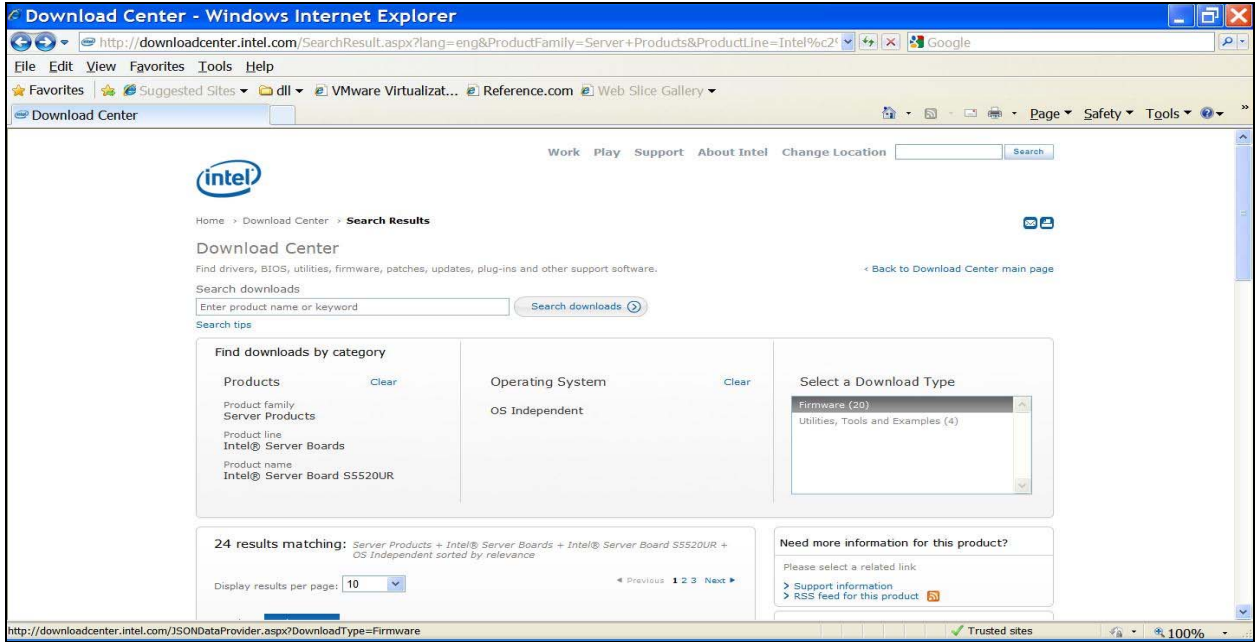 Download Center - Windows Internet Explorer
http://downloadcenter.intel.com/SearchResult.aspx?lang=eng&ProductFamily=Server+Products&ProductLine=Intel%c2% Google
File Edit View Favorites Tools Help
Favorites Suggested Sites dll VMware Virtualizat... Reference.com Web Slice Gallery
Download Center Page Safety Tools »
Work Play Support About Intel Change Location Search
intel
Home › Download Center › Search Results
Download Center
Find drivers, BIOS, utilities, firmware, patches, updates, plug-ins and other support software. ‹ Back to Download Center main page
Search downloads
Enter product name or keyword Search downloads
Search tips
Find downloads by category
Products Clear Operating System Clear Select a Download Type
Product family
Server Products
OS Independent
Firmware (20)
Utilities, Tools and Examples (4)
Product line
Intel® Server Boards
Product name
Intel® Server Board S5520UR
24 results matching: Server Products + Intel® Server Boards + Intel® Server Board S5520UR +
OS Independent sorted by relevance
Display results per page: 10 Previous 1 2 3 Next
Need more information for this product?
Please select a related link
Support information
RSS feed for this product
http://downloadcenter.intel.com/JSONDataProvider.aspx?DownloadType=Firmware Trusted sites 100%